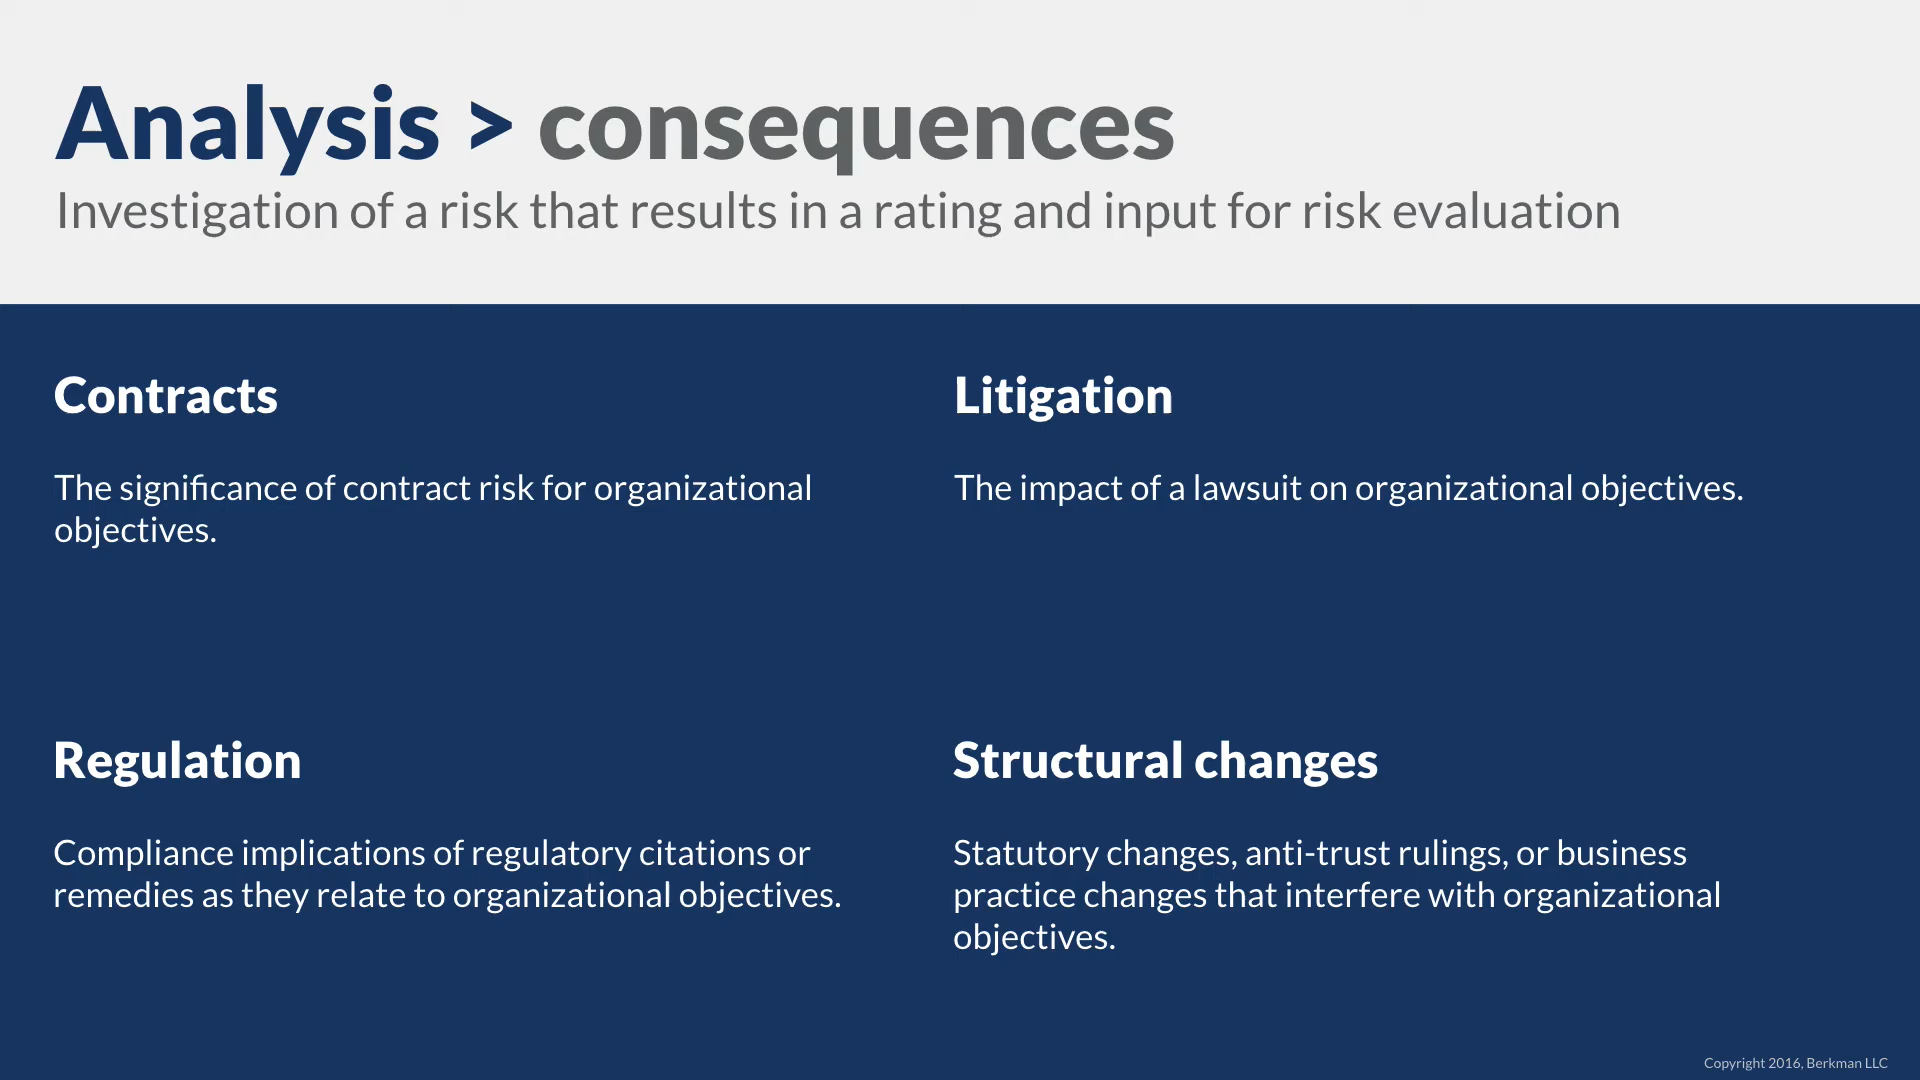 Analysis > consequences
Investigation of a risk that results in a rating and input for risk evaluation
Contracts
The significance of contract risk for organizational
objectives.
Litigation
The impact of a lawsuit on organizational objectives.
Regulation
Compliance implications of regulatory citations or
remedies as they relate to organizational objectives.
Structural changes
Statutory changes, anti-trust rulings, or business
practice changes that interfere with organizational
objectives.
Copyright 2016, Berkman LLC